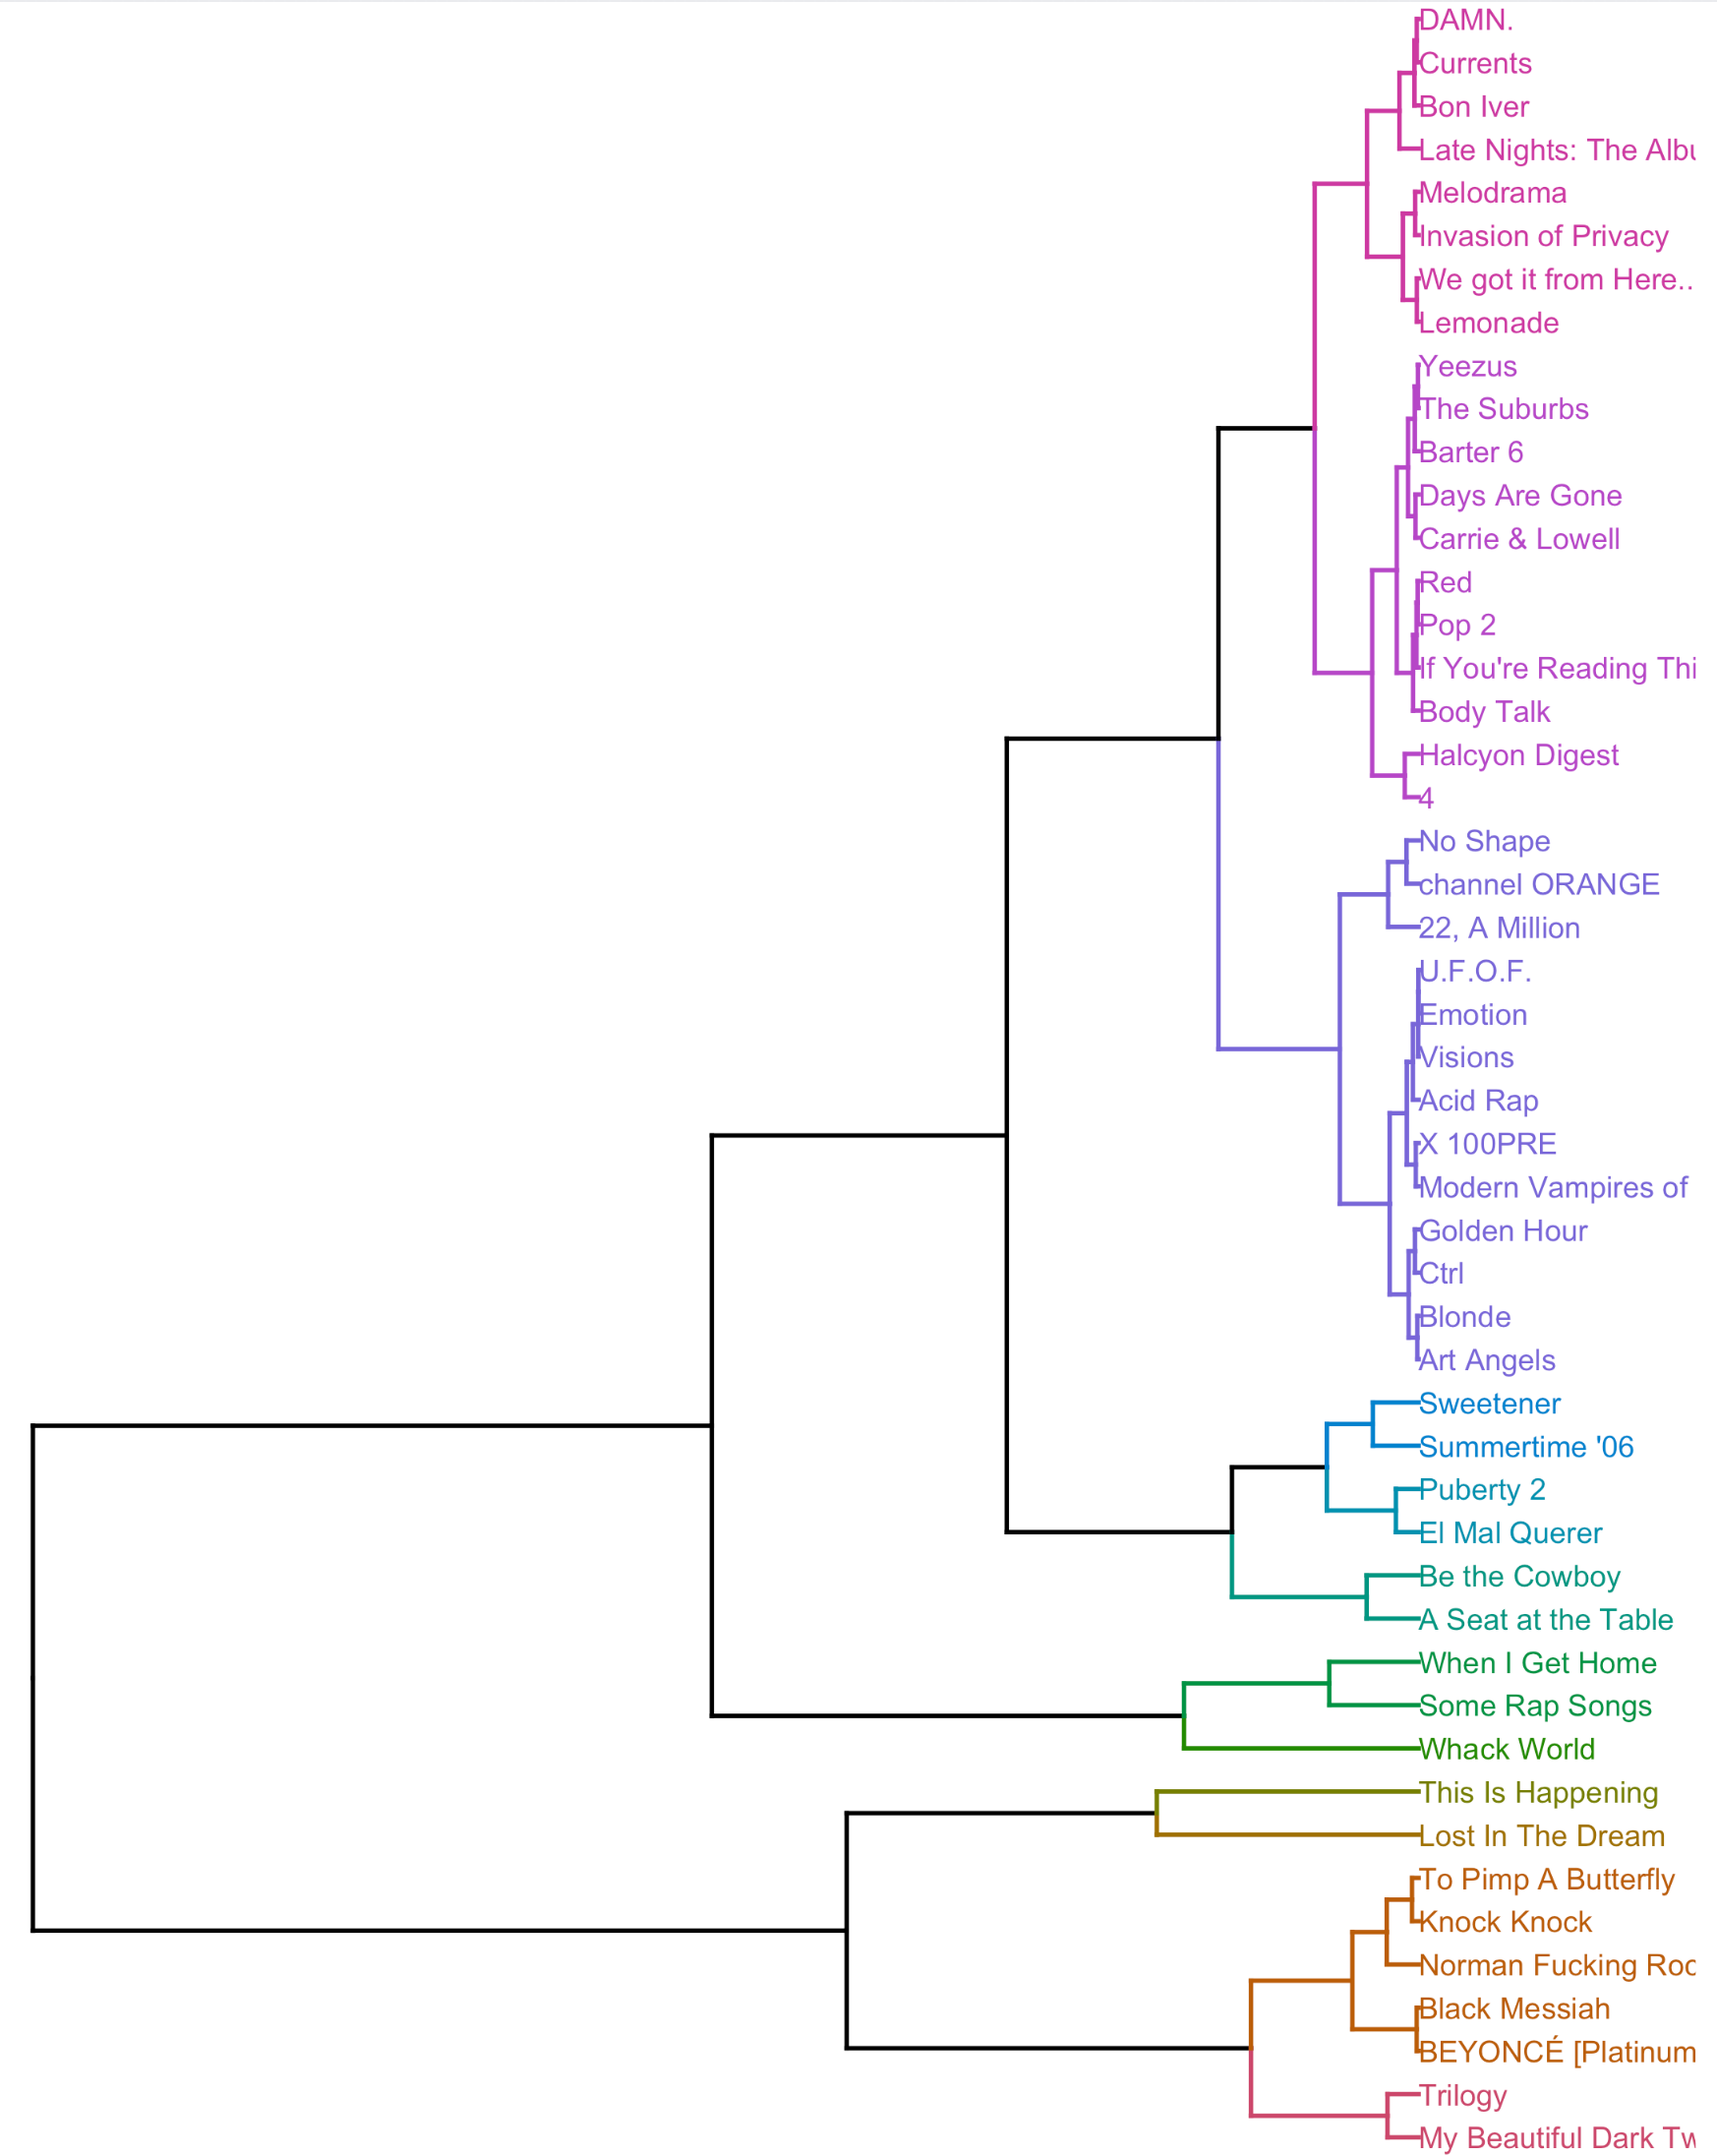 DAMN.
Currents
Bon Iver
Late Nights: The Albu
Melodrama
Invasion of Privacy
We got it from Here..
Lemonade
Yeezus
The Suburbs
Barter 6
Days Are Gone
Carrie & Lowell
Red
Pop 2
If You're Reading Thi
Body Talk
Halcyon Digest
4
No Shape
channel ORANGE
22, A Million
U.F.O.F.
Emotion
Visions
Acid Rap
X 100PRE
Modern Vampires of
Golden Hour
Ctrl
Blonde
Art Angels
Sweetener
Summertime '06
Puberty 2
El Mal Querer
Be the Cowboy
A Seat at the Table
When I Get Home
Some Rap Songs
Whack World
This Is Happening
Lost In The Dream
To Pimp A Butterfly
Knock Knock
Norman Fucking Roc
Black Messiah
BEYONCÉ [Platinum
Trilogy
My Beautiful Dark Tw